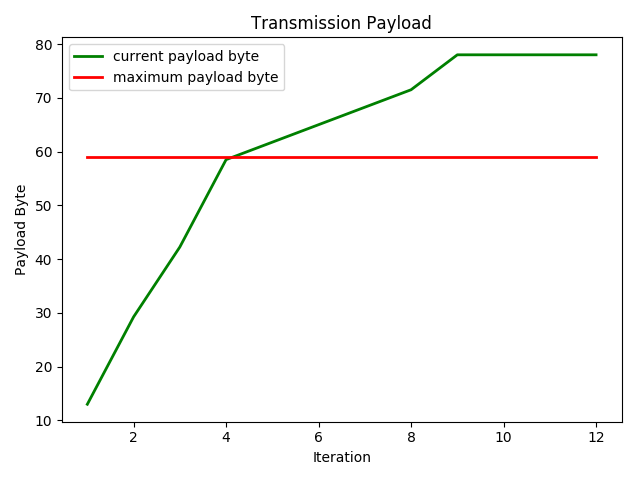 Transmission Payload
current payload byte
maximum payload byte
Payload Byte
80
70
60
50
40
30
20
10
2 4 6 8 10 12
Iteration